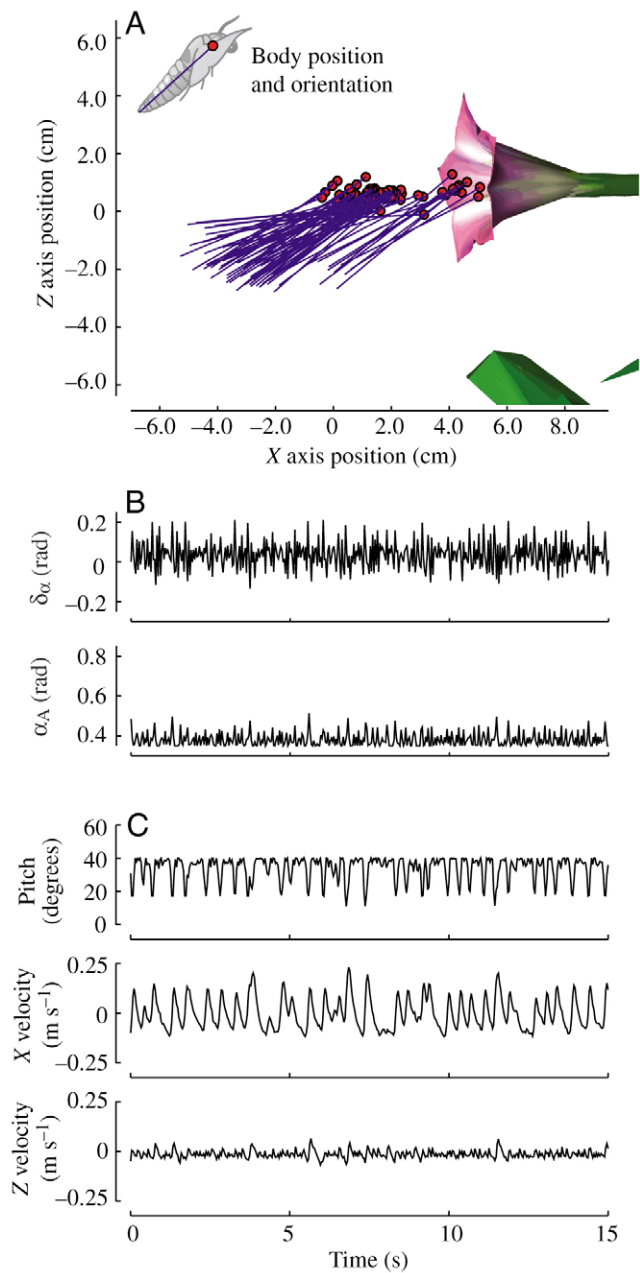 A
6.0
4.0
2.0
0
–2.0
–4.0
–6.0
Z axis position (cm)
Body position
and orientation
–6.0 –4.0 –2.0 0 2.0 4.0 6.0 8.0
X axis position (cm)
B
0.2
0
–0.2
δα (rad)
0.8
0.6
0.4
αA (rad)
C
60
40
20
0
Pitch
(degrees)
0.25
0
–0.25
X velocity
(m s–1)
0.25
0
–0.25
Z velocity
(m s–1)
0 5 10 15
Time (s)